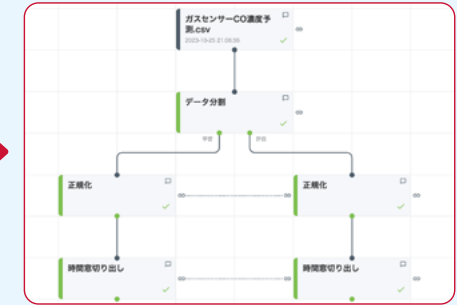 ガスセンサーCO濃度予
測.csv
2023-10-25 21:08:36
データ分割
学習
評価
正規化
正規化
時間窓切り出し
時間窓切り出し